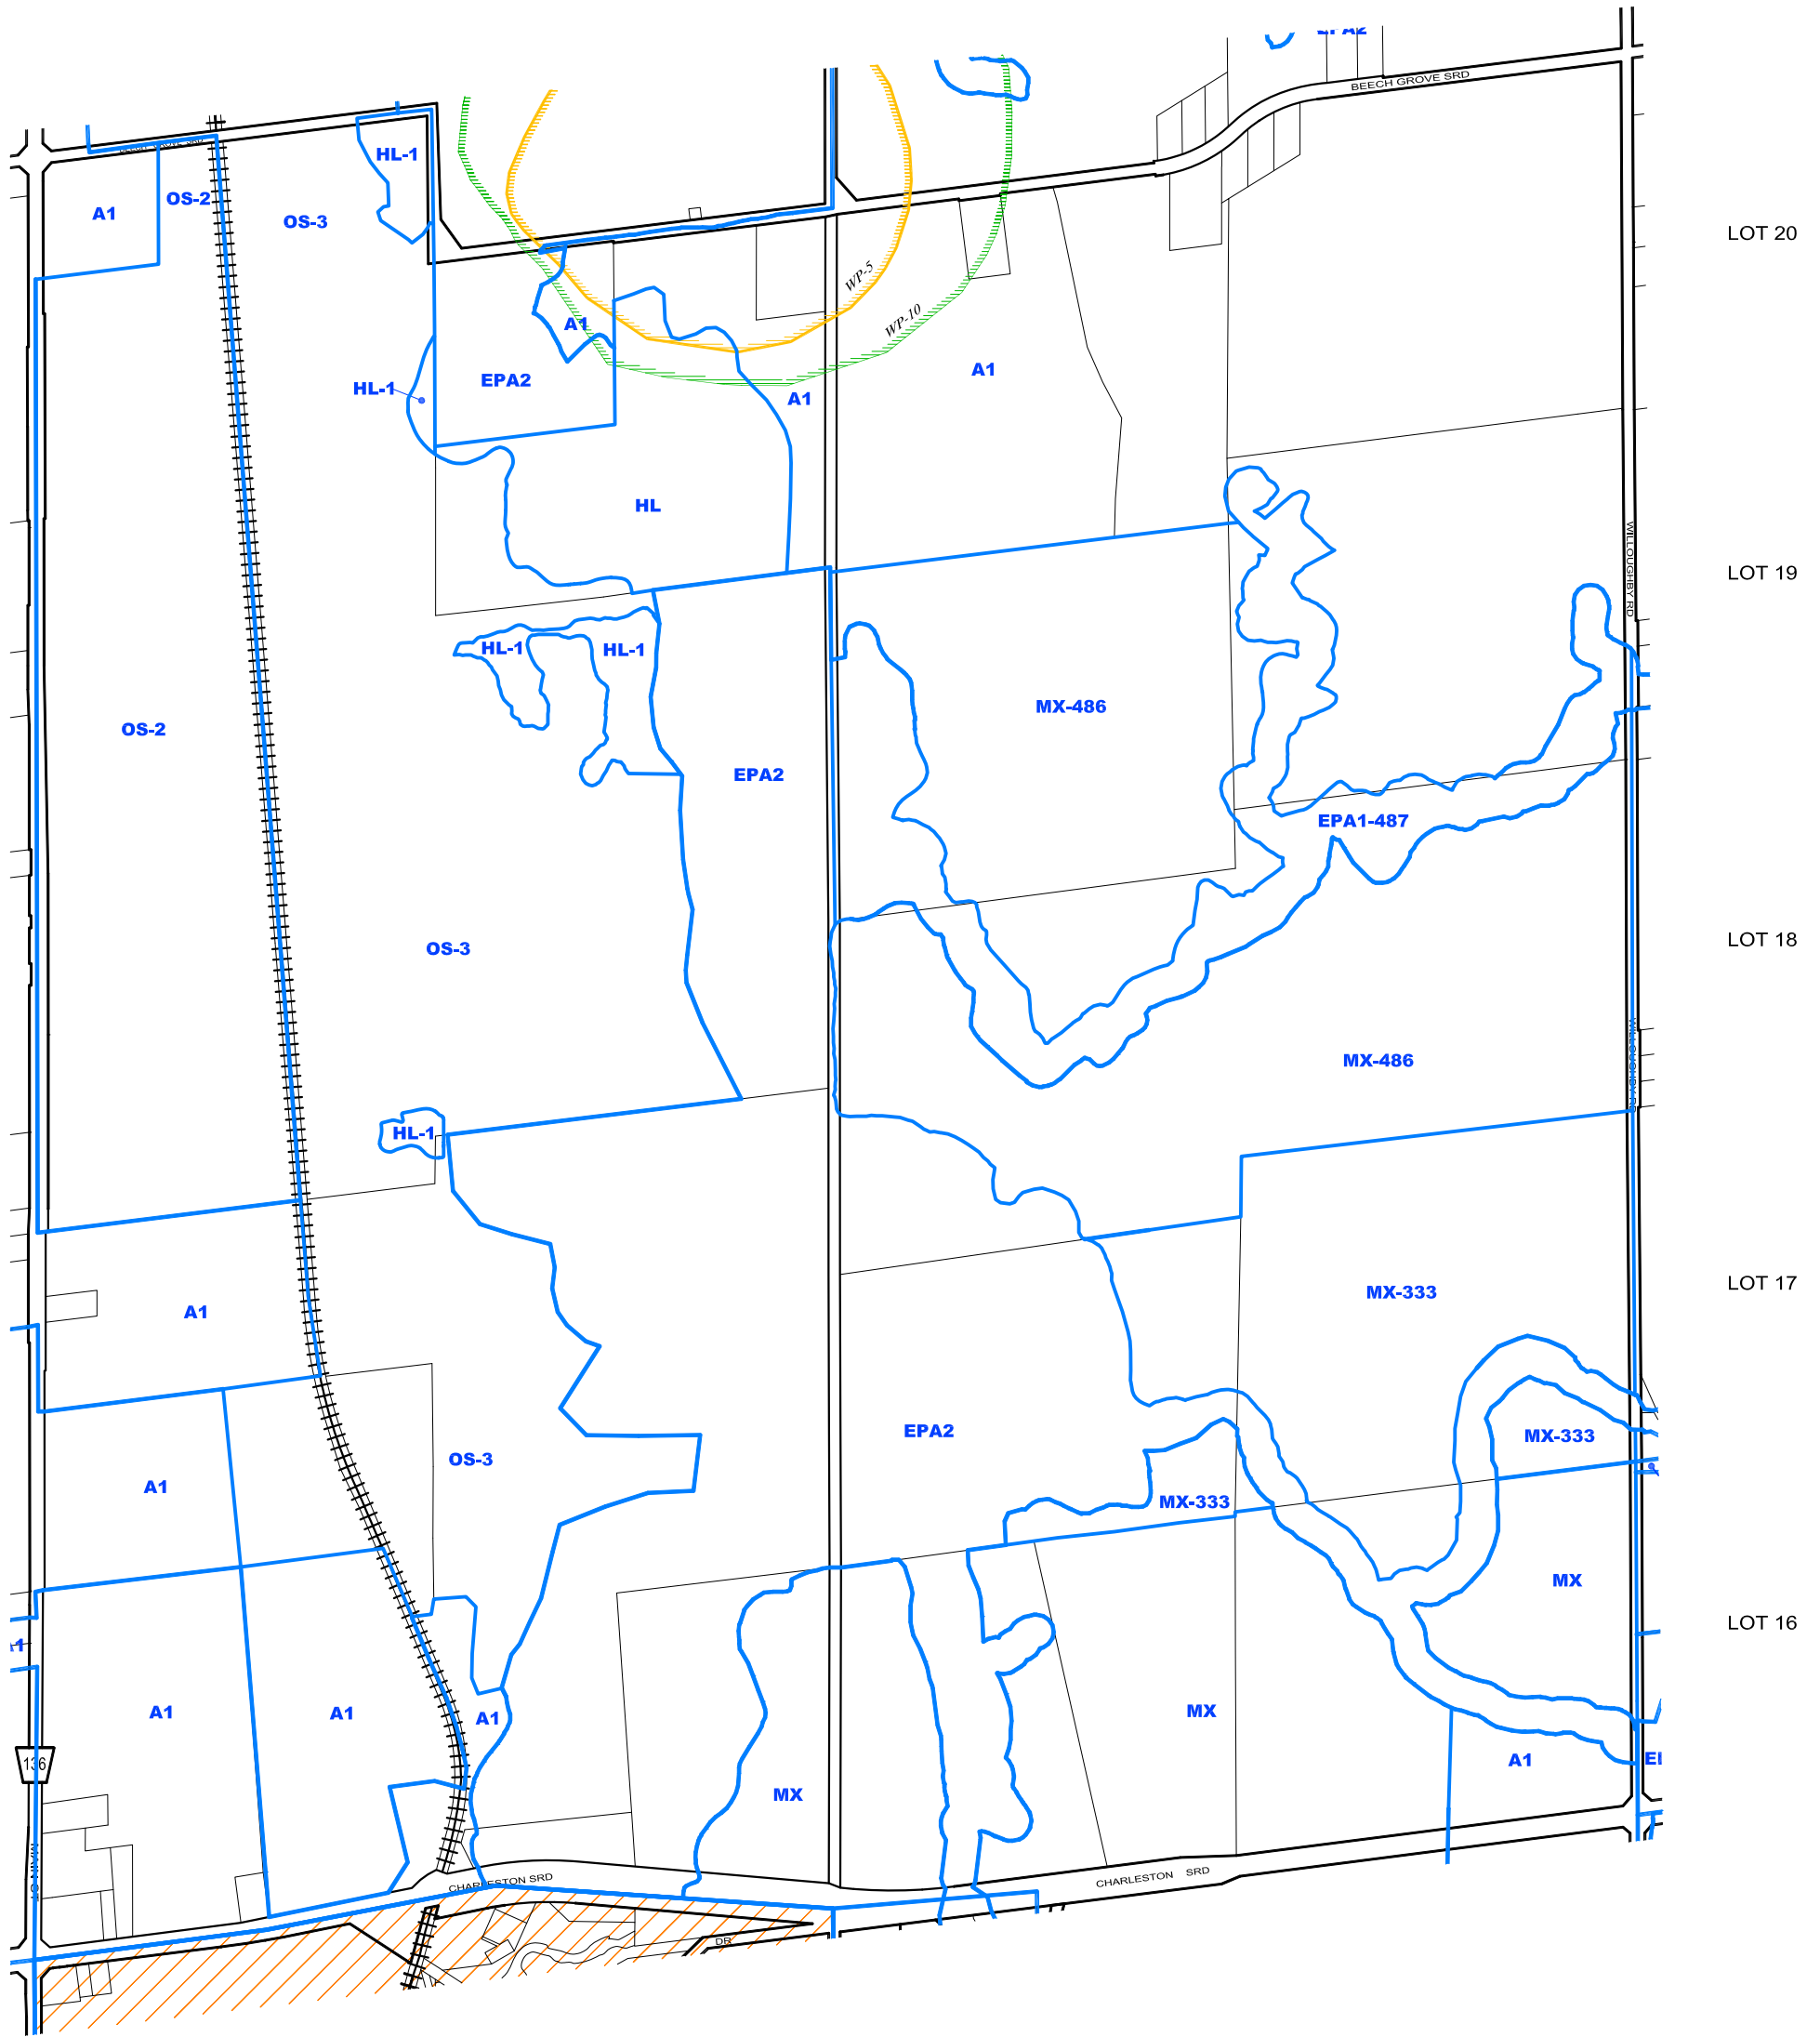 EPA2
BEECH GROVE SRD
HL-1
OS-2
A1
OS-3
LOT 20
WP-5
WP-10
A1
EPA2
HL-1
A1
A1
HL
WILLOUGHBY RD
LOT 19
HL-1
HL-1
MX-486
OS-2
EPA2
EPA1-487
OS-3
LOT 18
MX-486
WILLOUGHBY RD
HL-1
LOT 17
MX-333
A1
EPA2
MX-333
OS-3
A1
MX-333
MX
LOT 16
A1
A1
A1
MX
A1
136
MX
CHARLESTON SRD
CHARLESTON SRD
DR